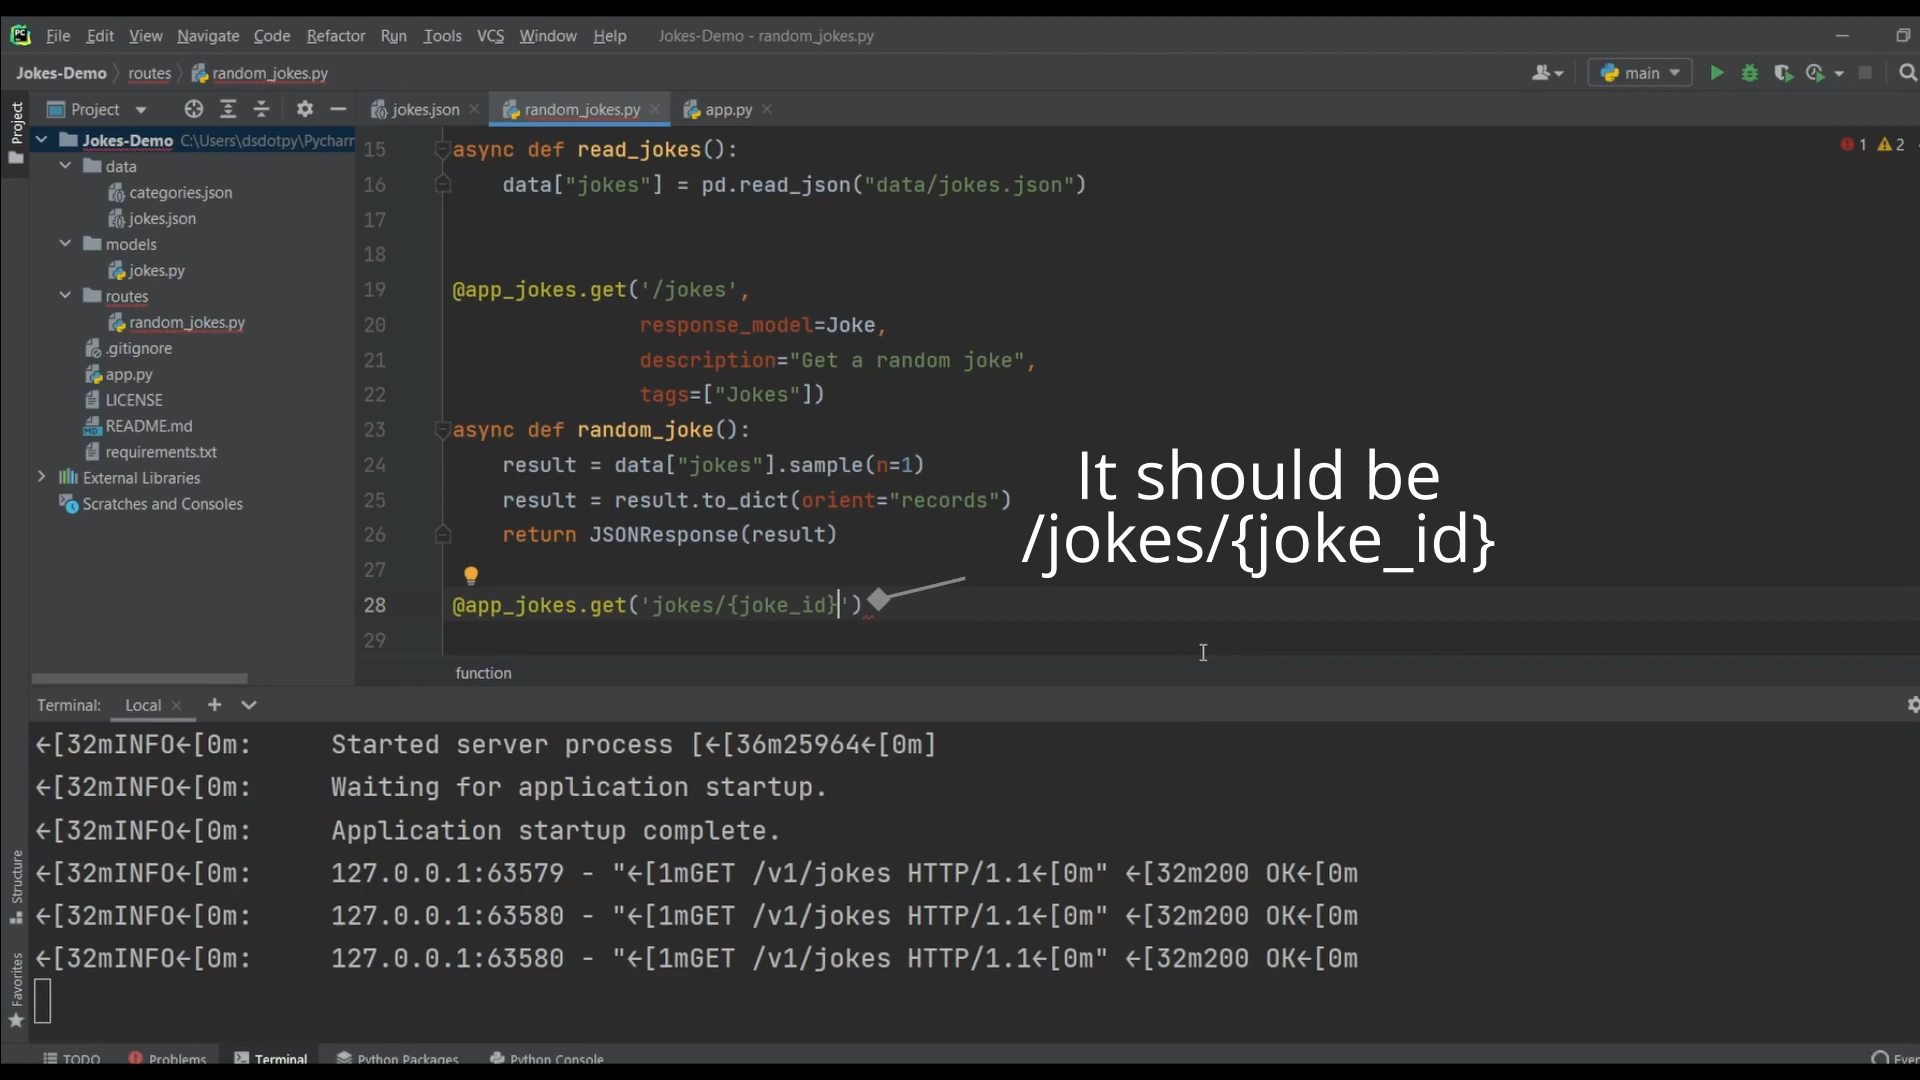 File Edit View Navigate Code Refactor Run Tools VCS Window Help Jokes-Demo - random_jokes.py
Jokes-Demo routes random_jokes.py main
Project jokes.json random_jokes.py app.py
Project
Jokes-Demo C:\Users\dsdotpy\Pycharm
data
categories.json
jokes.json
models
jokes.py
routes
random_jokes.py
.gitignore
app.py
LICENSE
README.md
requirements.txt
External Libraries
Scratches and Consoles
1 2
15 async def read_jokes():
16 data["jokes"] = pd.read_json("data/jokes.json")
17
18
19 @app_jokes.get('/jokes',
20 response_model=Joke,
21 description="Get a random joke",
22 tags=["Jokes"])
23 async def random_joke():
24 result = data["jokes"].sample(n=1)
25 result = result.to_dict(orient="records")
26 return JSONResponse(result)
27
28 @app_jokes.get('jokes/{joke_id}')
29
It should be
/jokes/{joke_id}
function
Terminal: Local
←[32mINFO←[0m: Started server process [←[36m25964←[0m]
←[32mINFO←[0m: Waiting for application startup.
←[32mINFO←[0m: Application startup complete.
←[32mINFO←[0m: 127.0.0.1:63579 - "←[1mGET /v1/jokes HTTP/1.1←[0m" ←[32m200 OK←[0m
←[32mINFO←[0m: 127.0.0.1:63580 - "←[1mGET /v1/jokes HTTP/1.1←[0m" ←[32m200 OK←[0m
←[32mINFO←[0m: 127.0.0.1:63580 - "←[1mGET /v1/jokes HTTP/1.1←[0m" ←[32m200 OK←[0m
Structure
Favorites
TODO Problems Terminal Python Packages Python Console